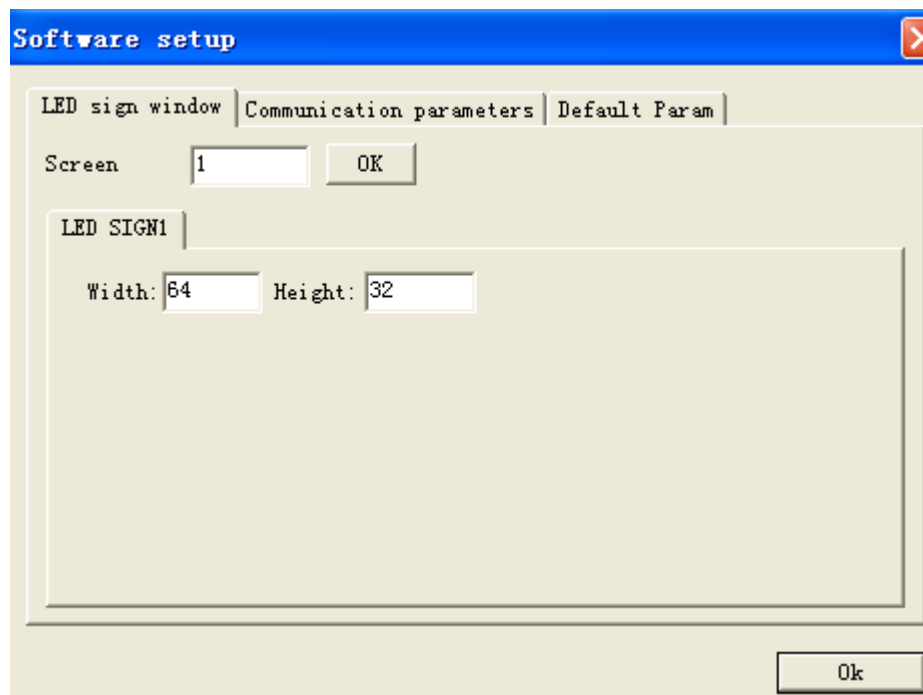 Software setup
LED sign window Communication parameters Default Param
Screen 1 OK
LED SIGN1
Width: 64 Height: 32
Ok